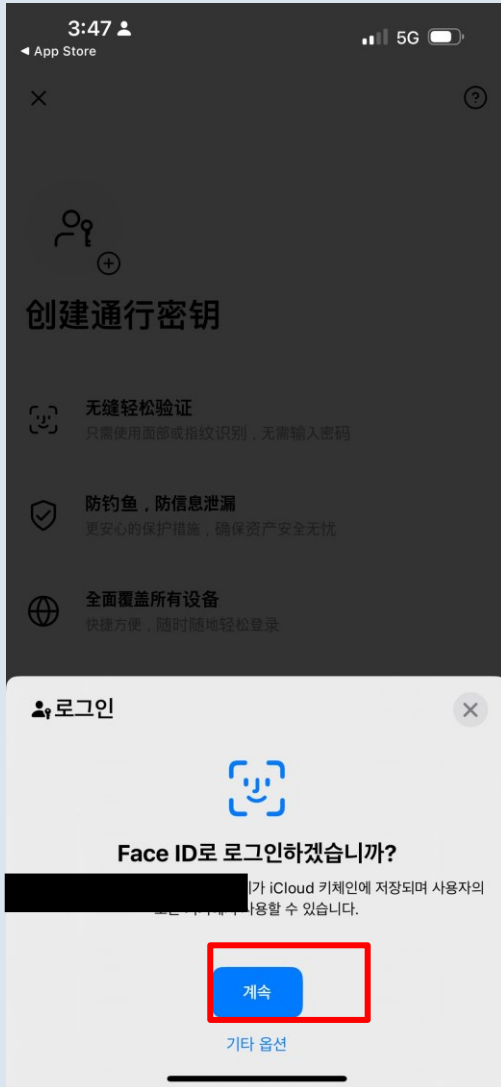 3:47
◀ App Store
5G
创建通行密钥
无缝轻松验证
只需使用面部或指纹识别，无需输入密码
防钓鱼，防信息泄漏
更安心的保护措施，确保资产安全无忧
全面覆盖所有设备
快捷方便，随时随地轻松登录
로그인
Face ID로 로그인하겠습니까?
iCloud 키체인에 저장되며 사용자의
사용할 수 있습니다.
계속
기타 옵션